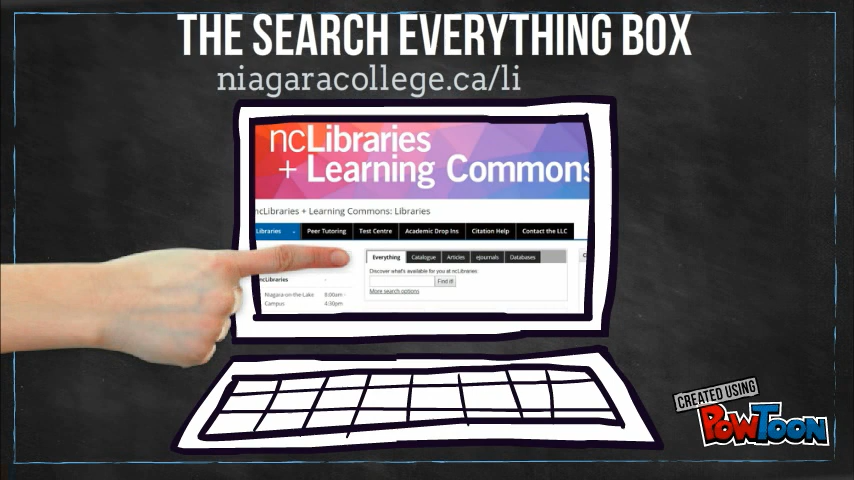 THE SEARCH EVERYTHING BOX
niagaracollege.ca/li
ncLibraries
+ Learning Commons
ncLibraries + Learning Commons: Libraries
Libraries Peer Tutoring Test Centre Academic Drop Ins Citation Help Contact the LLC
Everything Catalogue Articles eJournals Databases
Discover what's available for you at ncLibraries
Find it!
More search options
ncLibraries
Niagara-on-the-Lake 8:00am -
Campus 4:30pm
CREATED USING
POWTOON